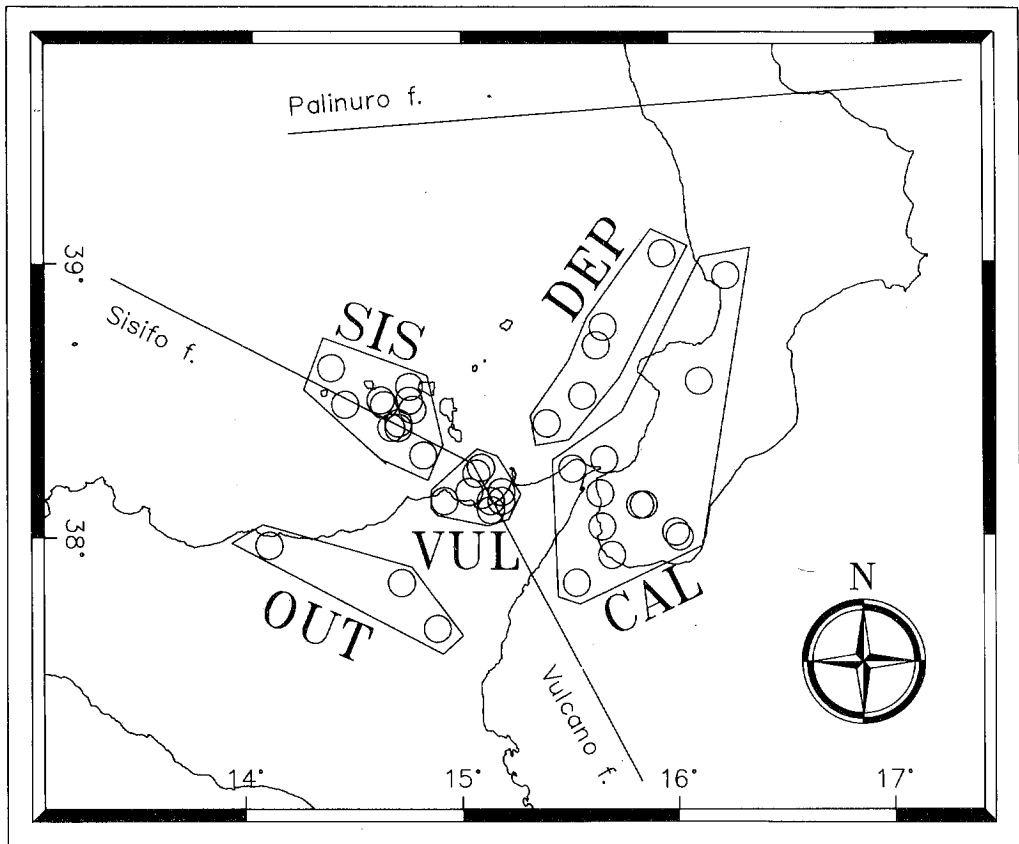 Palinuro f.
39°
DEP
SIS
Sisifo f.
38°
VUL
OUT
CAL
N
Vulcano f.
14°
15°
16°
17°